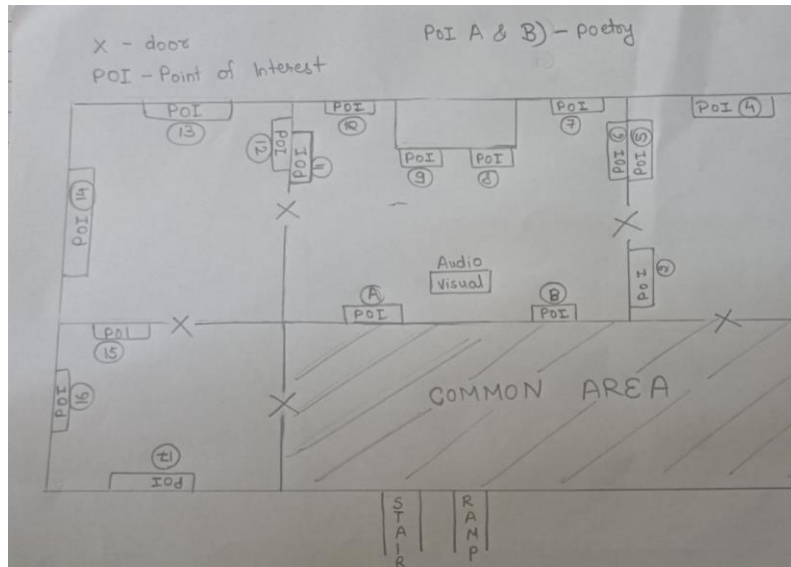 X - door
POI A & B) - poetry
POI - Point of Interest
POI
13
POI
12
POI
11
POI
10
POI
9
POI
8
POI
7
POI
6
POI
5
POI 4
POI
14
POI
Audio
Visual
A
POI
B
POI
X
X
X
X
X
POI
15
POI
16
17
POI
COMMON AREA
STAIR
RAMP